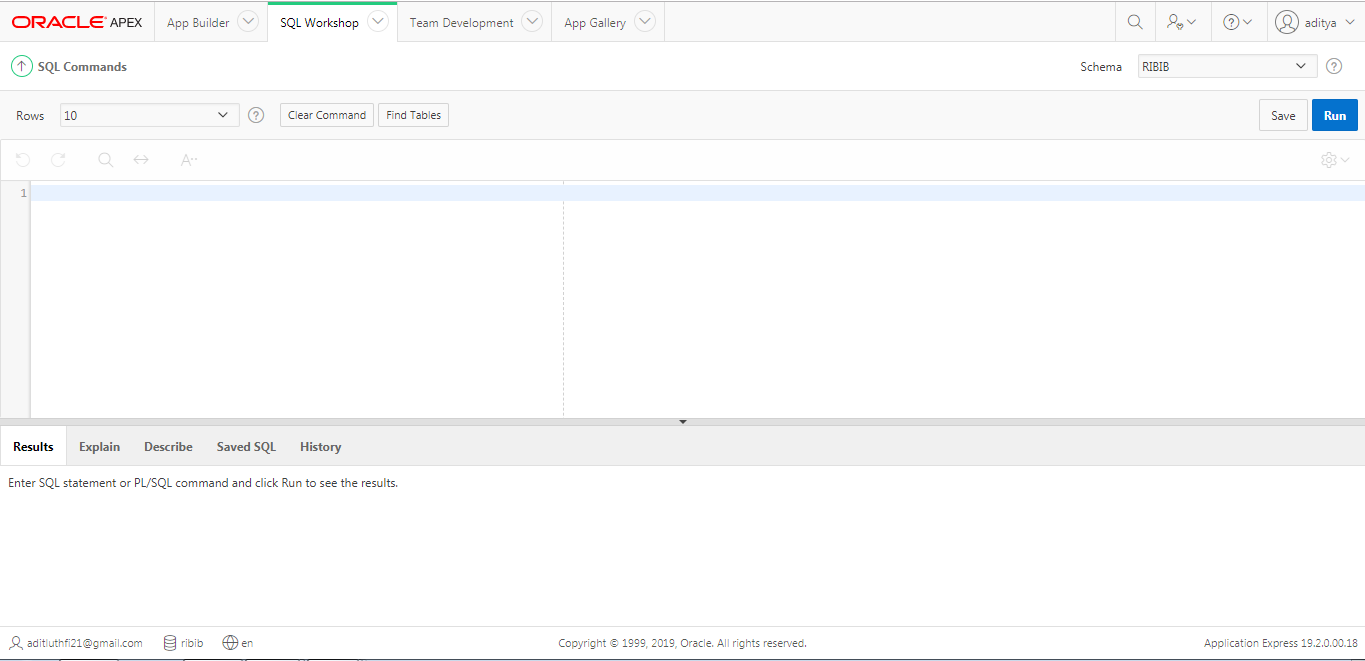 ORACLE APEX App Builder SQL Workshop Team Development App Gallery aditya
SQL Commands Schema RIBIB
Rows 10 Clear Command Find Tables Save Run
A··
1
Results Explain Describe Saved SQL History
Enter SQL statement or PL/SQL command and click Run to see the results.
aditluthfi21@gmail.com ribib en Copyright © 1999, 2019, Oracle. All rights reserved. Application Express 19.2.0.00.18